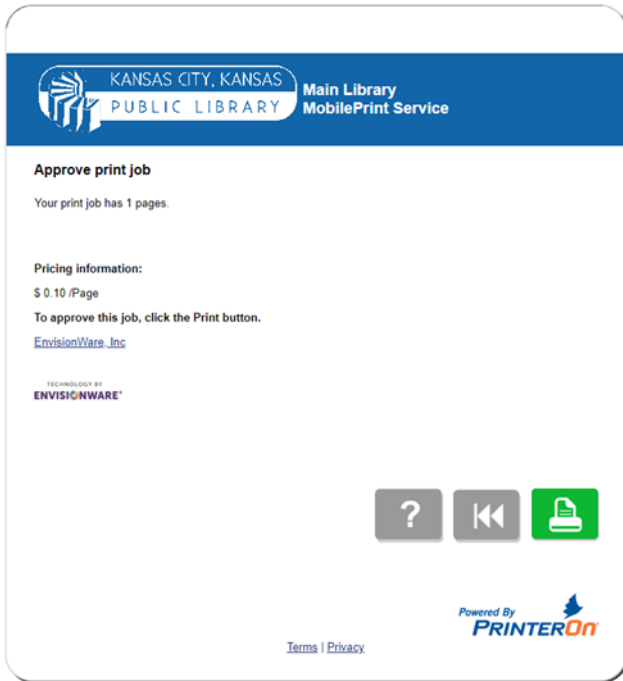 KANSAS CITY, KANSAS
PUBLIC LIBRARY
Main Library
MobilePrint Service
Approve print job
Your print job has 1 pages.
Pricing information:
$ 0.10 /Page
To approve this job, click the Print button.
EnvisionWare, Inc
TECHNOLOGY BY
ENVISIONWARE®
?
Powered By
PRINTERON
Terms | Privacy